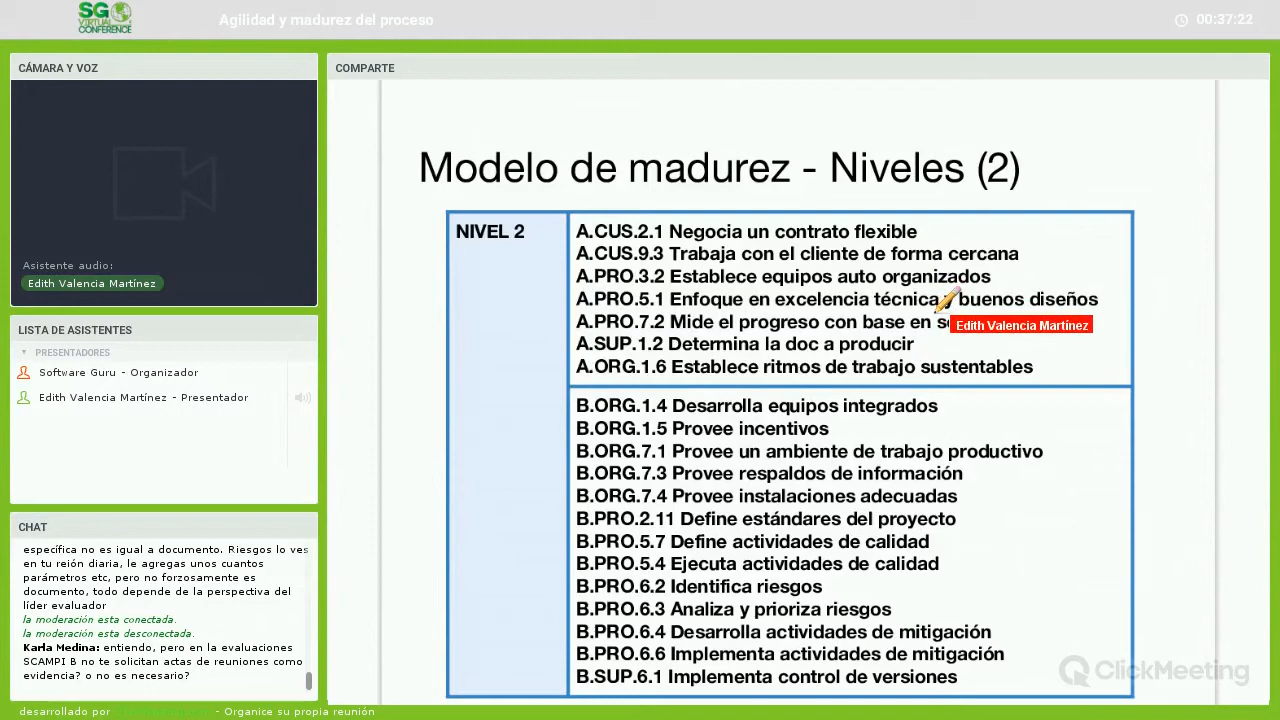 SG
VIRTUAL
CONFERENCE
Agilidad y madurez del proceso
00:37:22
CÁMARA Y VOZ
Asistente audio:
Edith Valencia Martínez
LISTA DE ASISTENTES
PRESENTADORES
Software Guru - Organizador
Edith Valencia Martínez - Presentador
CHAT
específica no es igual a documento. Riesgos lo ves
en tu reión diaria, le agregas unos cuantos
parámetros etc, pero no forzosamente es
documento, todo depende de la perspectiva del
líder evaluador
la moderación esta conectada.
la moderación esta desconectada.
Karla Medina: entiendo, pero en la evaluaciones
SCAMPI B no te solicitan actas de reuniones como
evidencia? o no es necesario?
COMPARTE
Modelo de madurez - Niveles (2)
NIVEL 2
A.CUS.2.1 Negocia un contrato flexible
A.CUS.9.3 Trabaja con el cliente de forma cercana
A.PRO.3.2 Establece equipos auto organizados
A.PRO.5.1 Enfoque en excelencia técnica buenos diseños
A.PRO.7.2 Mide el progreso con base en
Edith Valencia Martínez
A.SUP.1.2 Determina la doc a producir
A.ORG.1.6 Establece ritmos de trabajo sustentables
B.ORG.1.4 Desarrolla equipos integrados
B.ORG.1.5 Provee incentivos
B.ORG.7.1 Provee un ambiente de trabajo productivo
B.ORG.7.3 Provee respaldos de información
B.ORG.7.4 Provee instalaciones adecuadas
B.PRO.2.11 Define estándares del proyecto
B.PRO.5.7 Define actividades de calidad
B.PRO.5.4 Ejecuta actividades de calidad
B.PRO.6.2 Identifica riesgos
B.PRO.6.3 Analiza y prioriza riesgos
B.PRO.6.4 Desarrolla actividades de mitigación
B.PRO.6.6 Implementa actividades de mitigación
B.SUP.6.1 Implementa control de versiones
ClickMeeting
desarrollado por - Organice su propia reunión